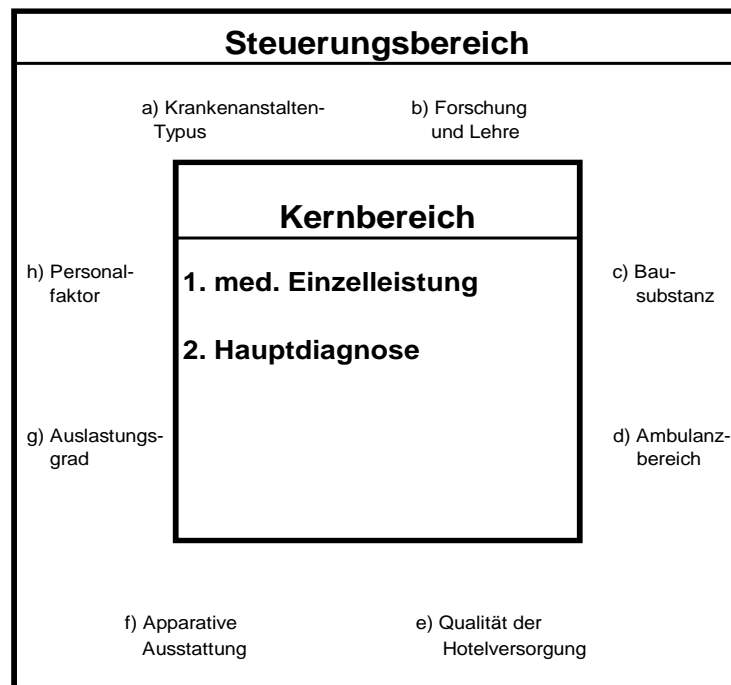 Steuerungsbereich
a) Krankenanstalten-
Typus
b) Forschung
und Lehre
Kernbereich
h) Personal-
faktor
1. med. Einzelleistung
c) Bau-
substanz
2. Hauptdiagnose
g) Auslastungs-
grad
d) Ambulanz-
bereich
f) Apparative
Ausstattung
e) Qualität der
Hotelversorgung